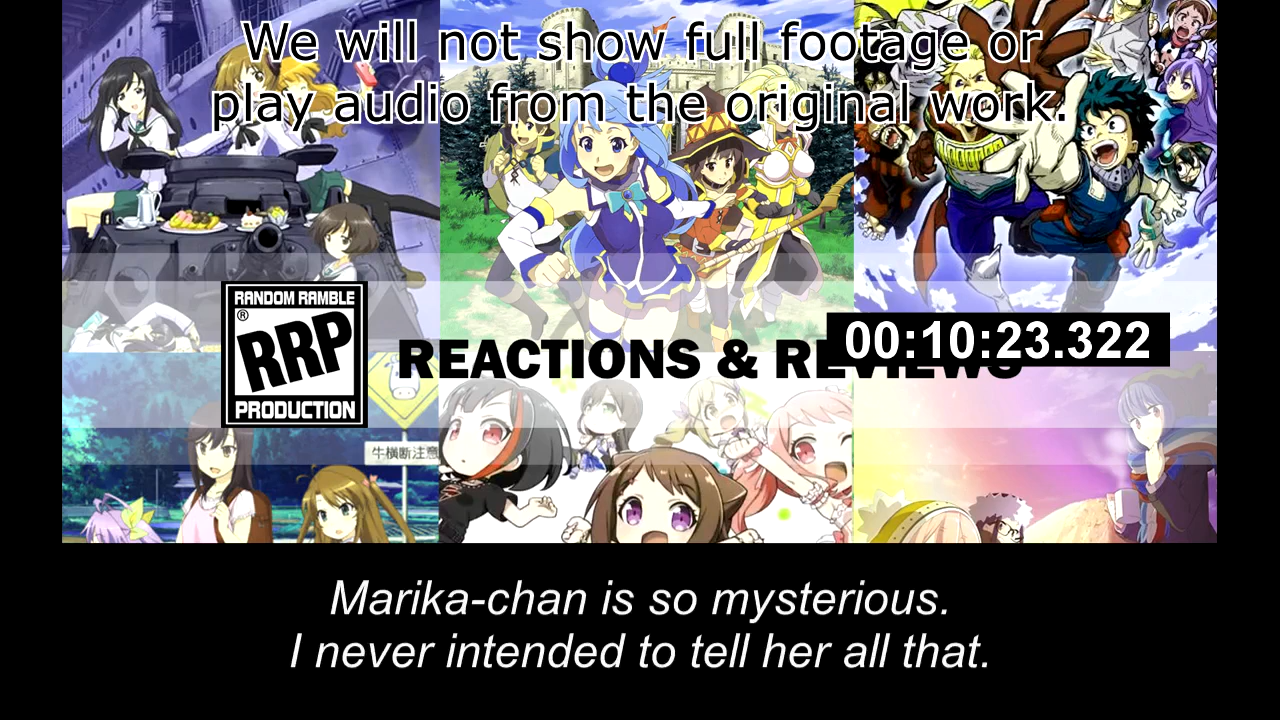 We will not show full footage or
play audio from the original work.
RANDOM RAMBLE
®
RRP
PRODUCTION
REACTIONS & REVIEWS
00:10:23.322
牛横断注意
Marika-chan is so mysterious.
I never intended to tell her all that.